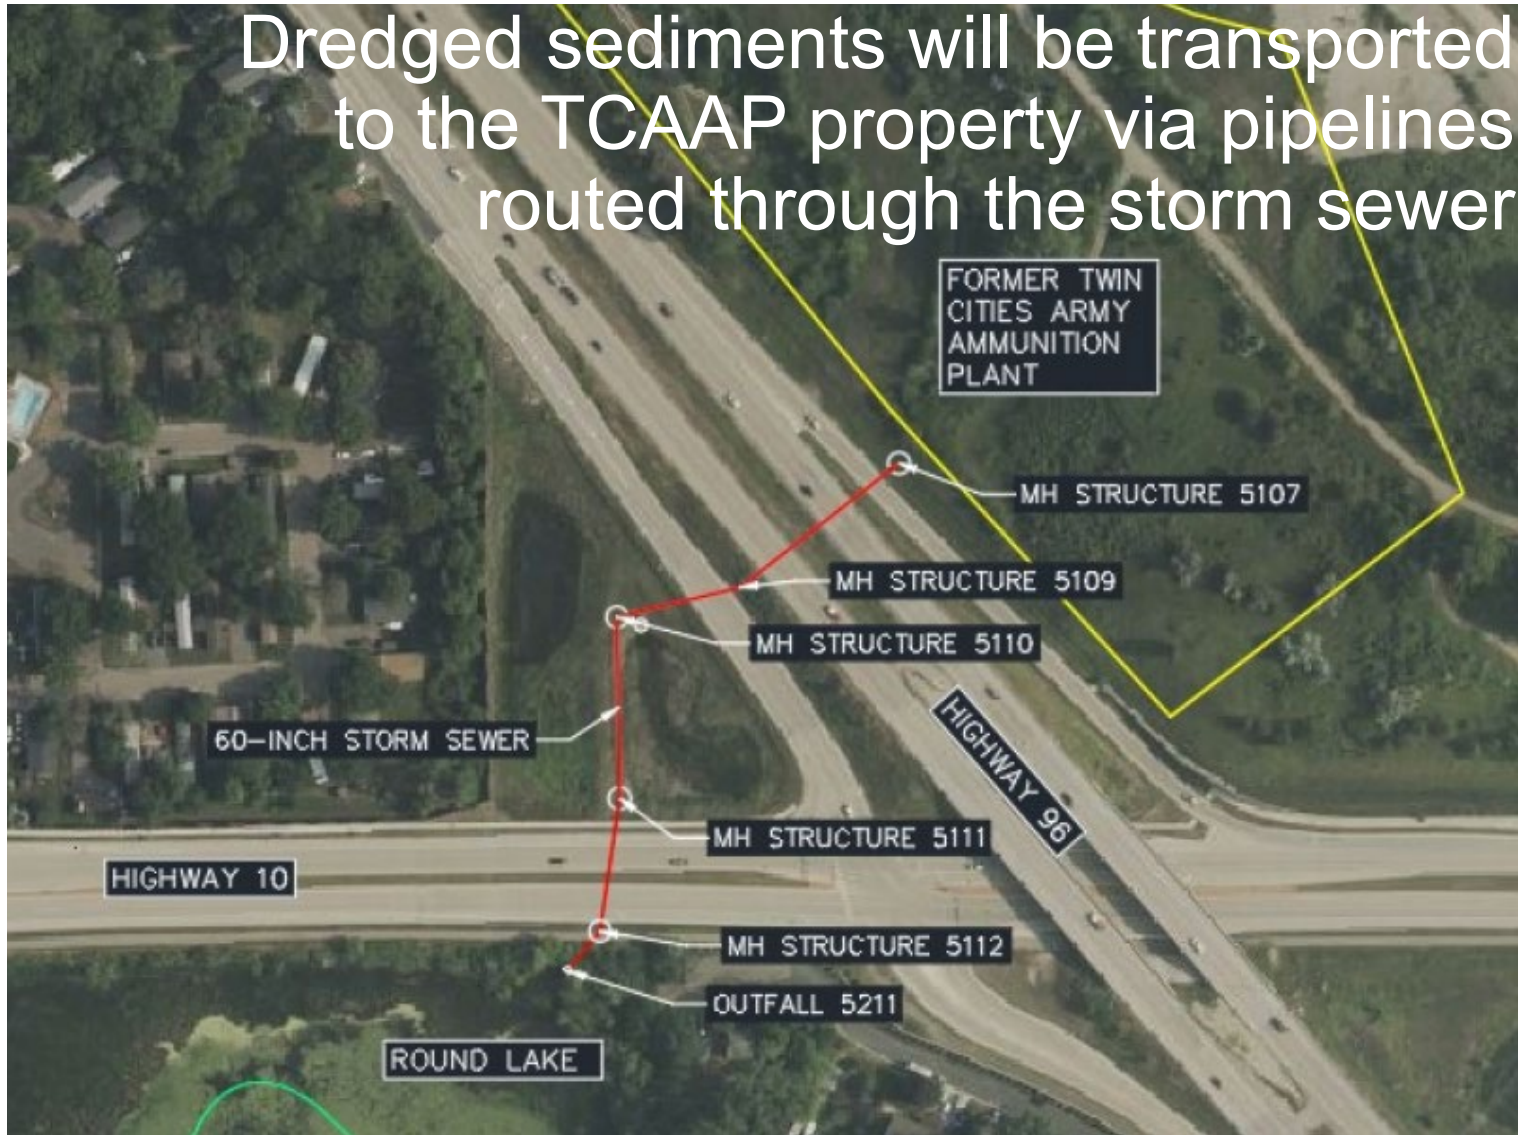 Dredged sediments will be transported
to the TCAAP property via pipelines
routed through the storm sewer
FORMER TWIN
CITIES ARMY
AMMUNITION
PLANT
MH STRUCTURE 5107
MH STRUCTURE 5109
MH STRUCTURE 5110
60-INCH STORM SEWER
HIGHWAY 96
MH STRUCTURE 5111
HIGHWAY 10
MH STRUCTURE 5112
OUTFALL 5211
ROUND LAKE